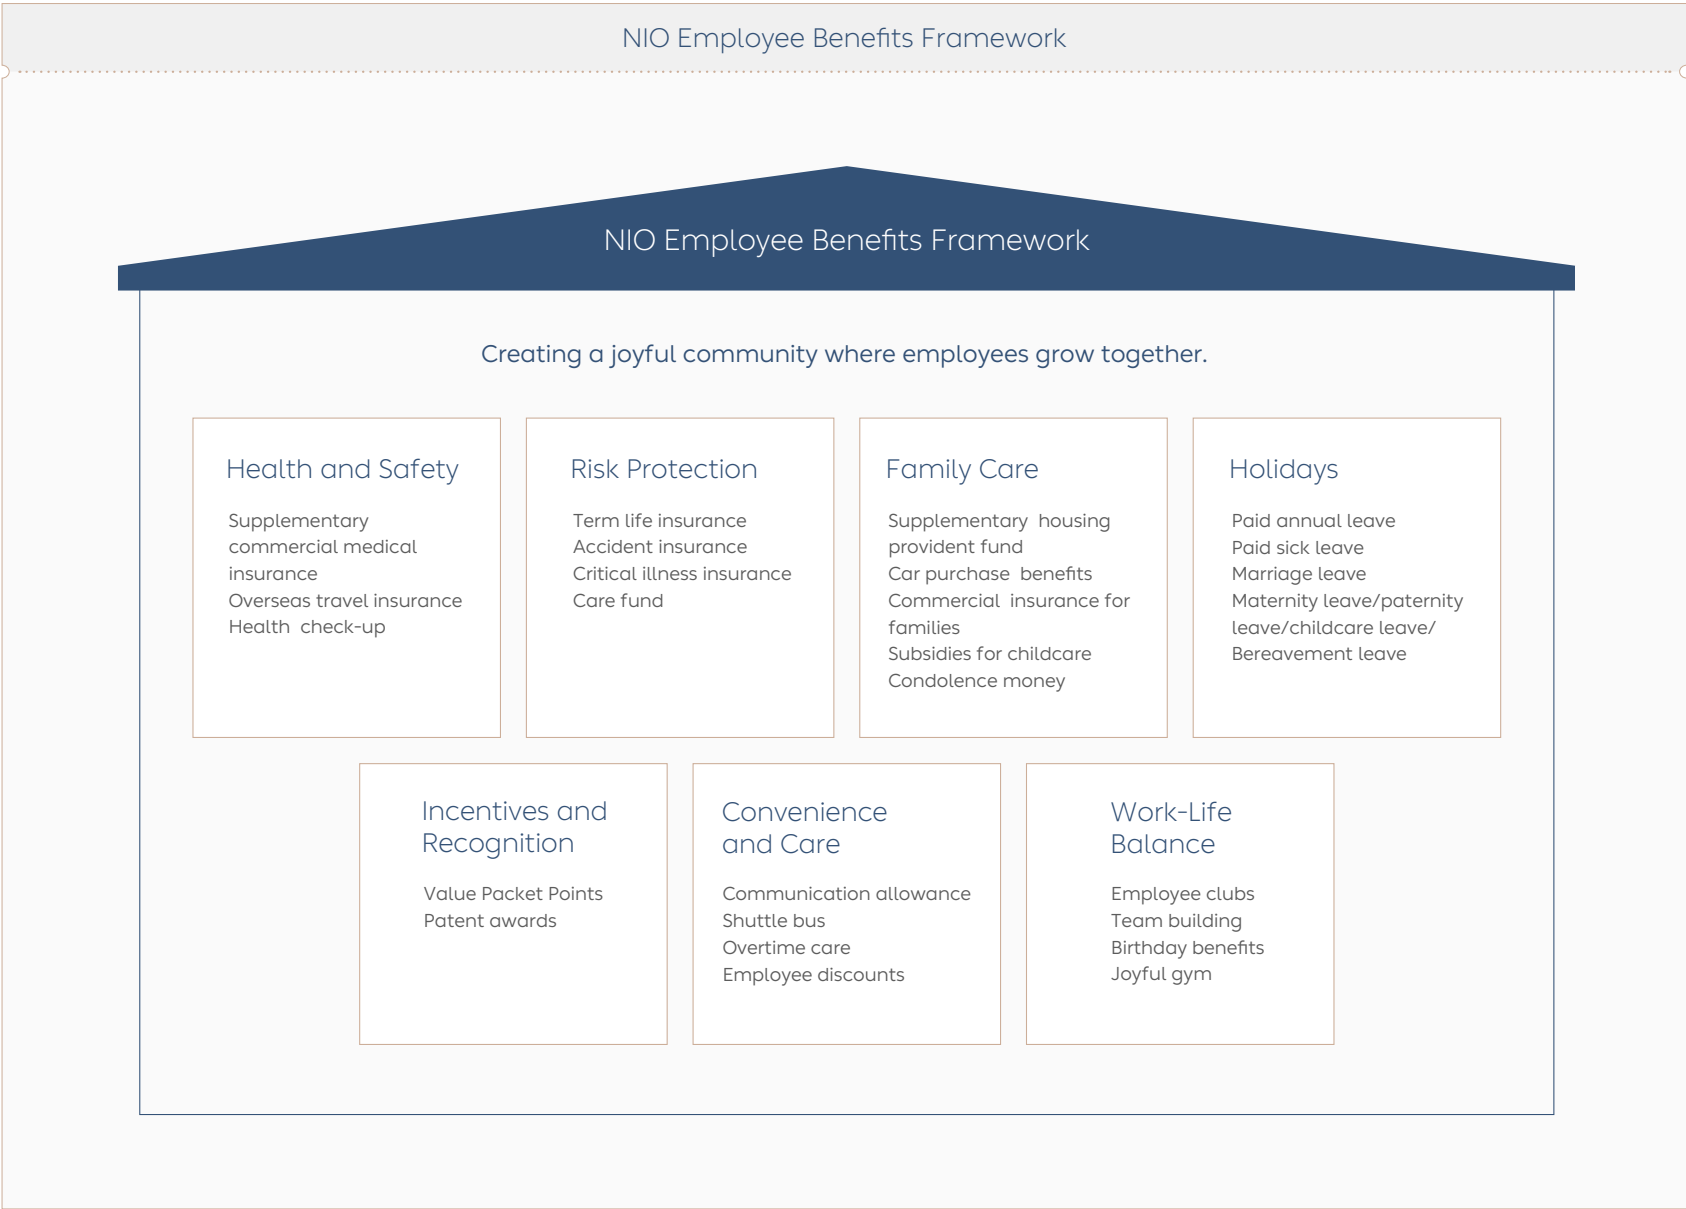 NIO Employee Benefits Framework
NIO Employee Benefits Framework
Creating a joyful community where employees grow together.
Health and Safety
Supplementary
commercial medical
insurance
Overseas travel insurance
Health check-up
Risk Protection
Term life insurance
Accident insurance
Critical illness insurance
Care fund
Family Care
Supplementary housing
provident fund
Car purchase benefits
Commercial insurance for
families
Subsidies for childcare
Condolence money
Holidays
Paid annual leave
Paid sick leave
Marriage leave
Maternity leave/paternity
leave/childcare leave/
Bereavement leave
Incentives and
Recognition
Value Packet Points
Patent awards
Convenience
and Care
Communication allowance
Shuttle bus
Overtime care
Employee discounts
Work-Life
Balance
Employee clubs
Team building
Birthday benefits
Joyful gym